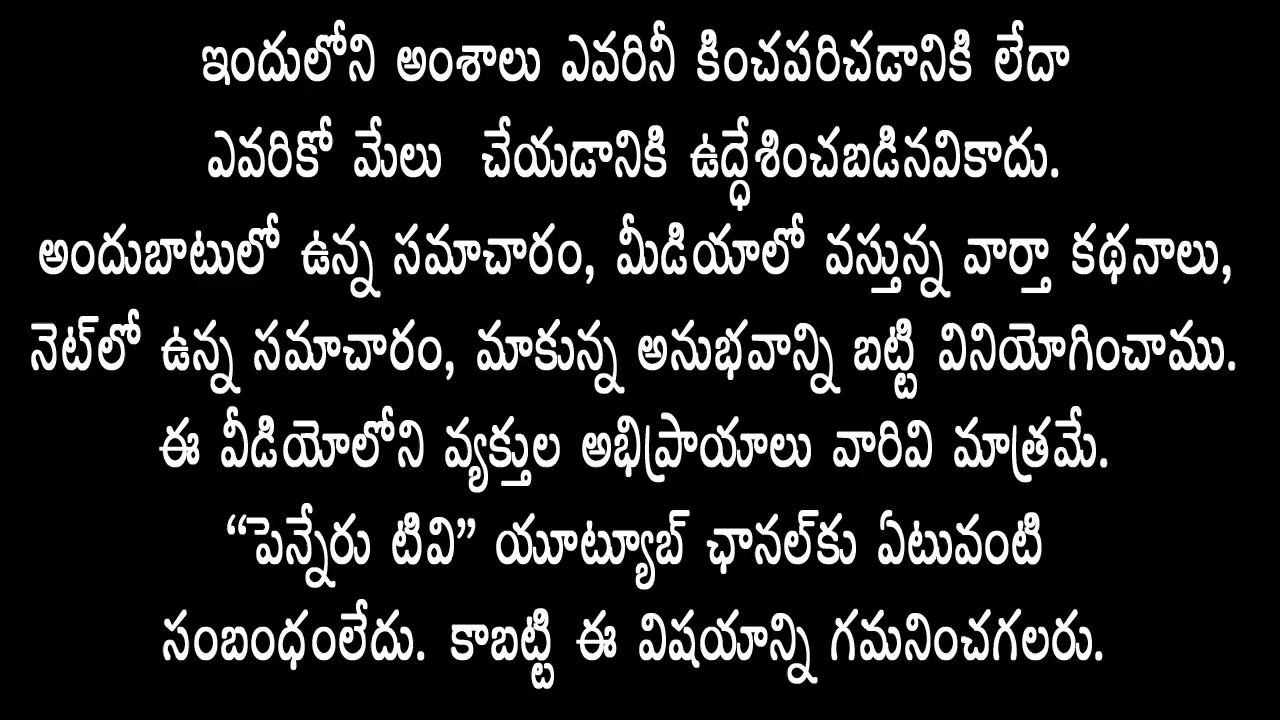 ఇందులోని అంశాలు ఎవరినీ కించపరిచడానికి లేదా
ఎవరికో మేలు చేయడానికి ఉద్ధేశించబడినవికాదు.
అందుబాటులో ఉన్న సమాచారం, మీడియాలో వస్తున్న వార్తా కథనాలు,
నెట్‌లో ఉన్న సమాచారం, మాకున్న అనుభవాన్ని బట్టి వినియోగించాము.
ఈ వీడియోలోని వ్యక్తుల అభిప్రాయాలు వారివి మాత్రమే.
“పెన్నేరు టివి” యూట్యూబ్ ఛానల్‌కు ఏటువంటి
సంబంధంలేదు. కాబట్టి ఈ విషయాన్ని గమనించగలరు.